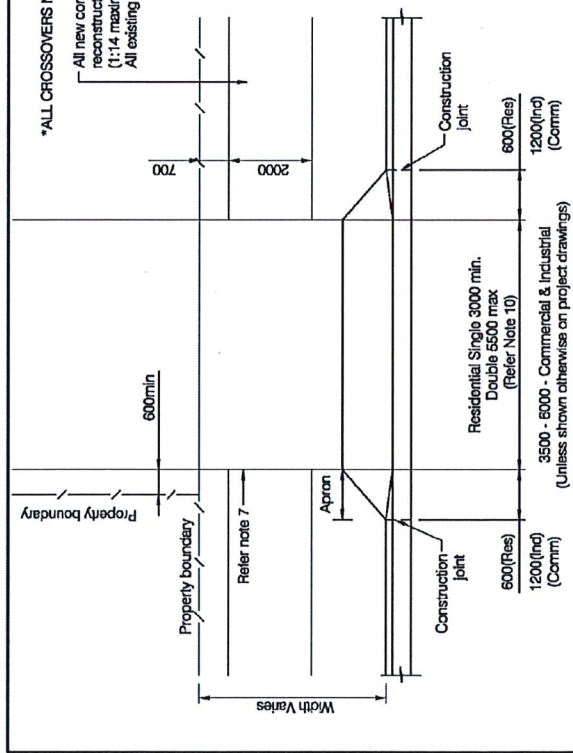 *ALL CROSSOVERS
All new
reconstruct
(1:14
All existing
700
2000
600min
Property boundary
Property boundary
Refer note 7
Apron
Width Varies
Construction
joint
Construction
joint
Residential Single 3000 min.
Double 5500 max
(Refer Note 10)
3500 - 6000 - Commercial & Industrial
(Unless shown otherwise on project drawings)
600(Res)
1200(Ind)
(Comm)
600(Res)
1200(Ind)
(Comm)